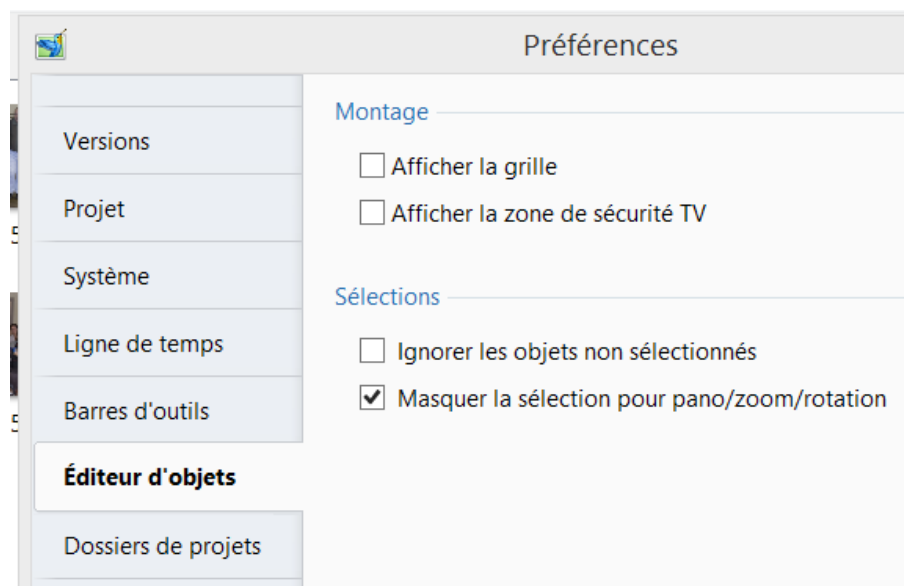 Préférences
Versions
Projet
Système
Ligne de temps
Barres d'outils
Éditeur d'objets
Dossiers de projets
Montage
Afficher la grille
Afficher la zone de sécurité TV
Sélections
Ignorer les objets non sélectionnés
Masquer la sélection pour pano/zoom/rotation